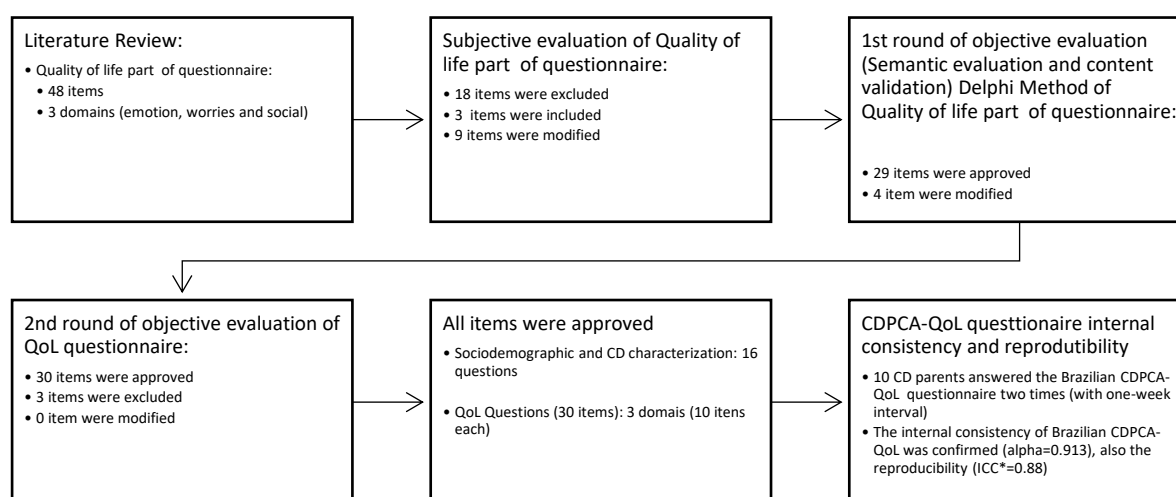 Literature Review:
• Quality of life part of questionnaire:
• 48 items
• 3 domains (emotion, worries and social)
Subjective evaluation of Quality of
life part of questionnaire:
• 18 items were excluded
• 3 items were included
• 9 items were modified
1st round of objective evaluation
(Semantic evaluation and content
validation) Delphi Method of
Quality of life part of questionnaire:
• 29 items were approved
• 4 item were modified
2nd round of objective evaluation of
QoL questionnaire:
• 30 items were approved
• 3 items were excluded
• 0 item were modified
All items were approved
• Sociodemographic and CD characterization: 16
questions
• QoL Questions (30 items): 3 domais (10 itens
each)
CDPCA-QoL questtionaire internal
consistency and reprodutibility
• 10 CD parents answered the Brazilian CDPCA-
QoL questionnaire two times (with one-week
interval)
• The internal consistency of Brazilian CDPCA-
QoL was confirmed (alpha=0.913), also the
reproducibility (ICC*=0.88)